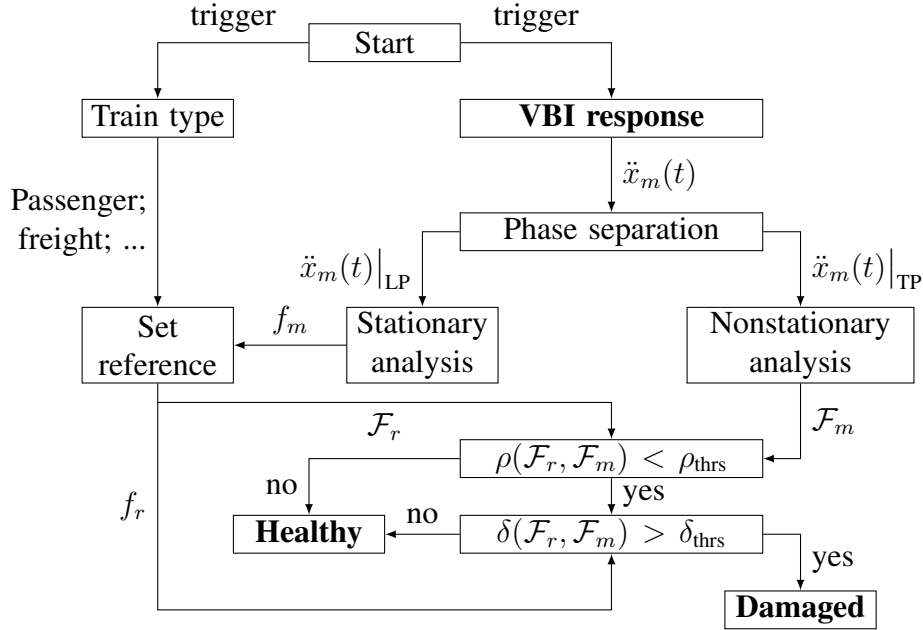 trigger
trigger
Start
Train type
VBI response
ẍ_m(t)
Passenger;
freight; ...
Phase separation
ẍ_m(t)|_LP
ẍ_m(t)|_TP
Set
reference
f_m
Stationary
analysis
Nonstationary
analysis
ℱ_r
ℱ_m
ρ(ℱ_r, ℱ_m) < ρ_thrs
no
yes
f_r
Healthy
no
δ(ℱ_r, ℱ_m) > δ_thrs
yes
Damaged